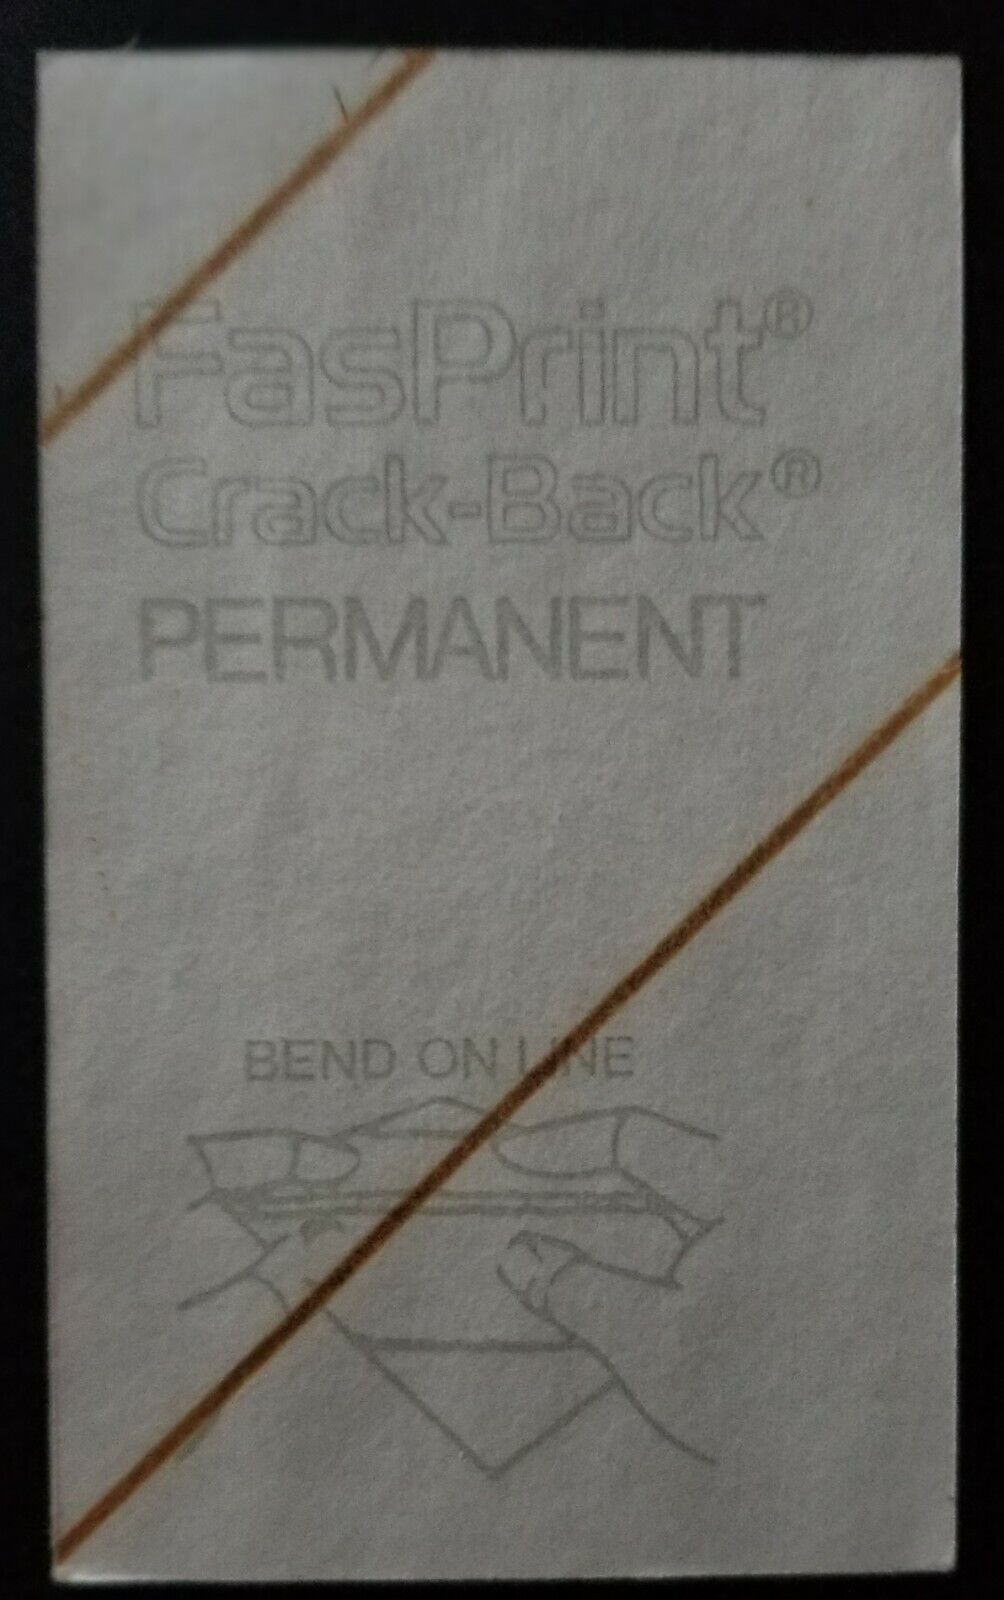 FasPrint®
Crack-Back®
PERMANENT
BEND ON LINE